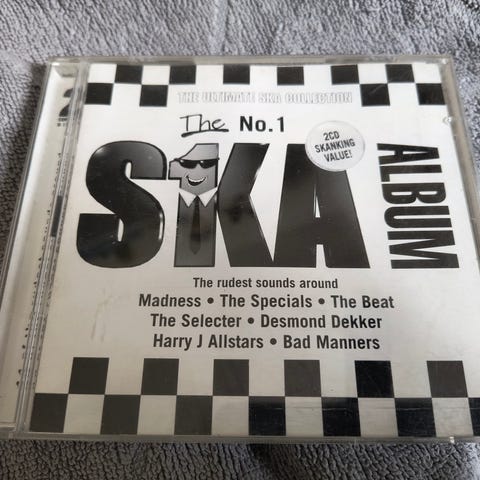 THE ULTIMATE SKA COLLECTION
The No.1
2CD
SKANKING
VALUE!
SKA
ALBUM
The rudest sounds around
Madness • The Specials • The Beat
The Selecter • Desmond Dekker
Harry J Allstars • Bad Manners